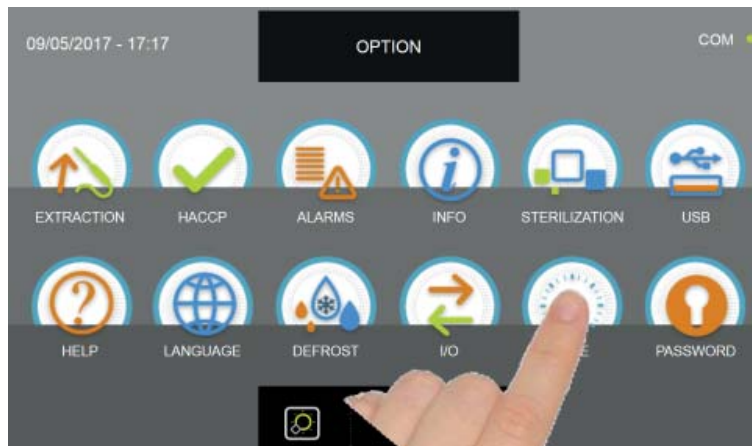 09/05/2017 - 17:17
OPTION
COM
EXTRACTION HACCP ALARMS INFO STERILIZATION USB
HELP LANGUAGE DEFROST I/O PASSWORD